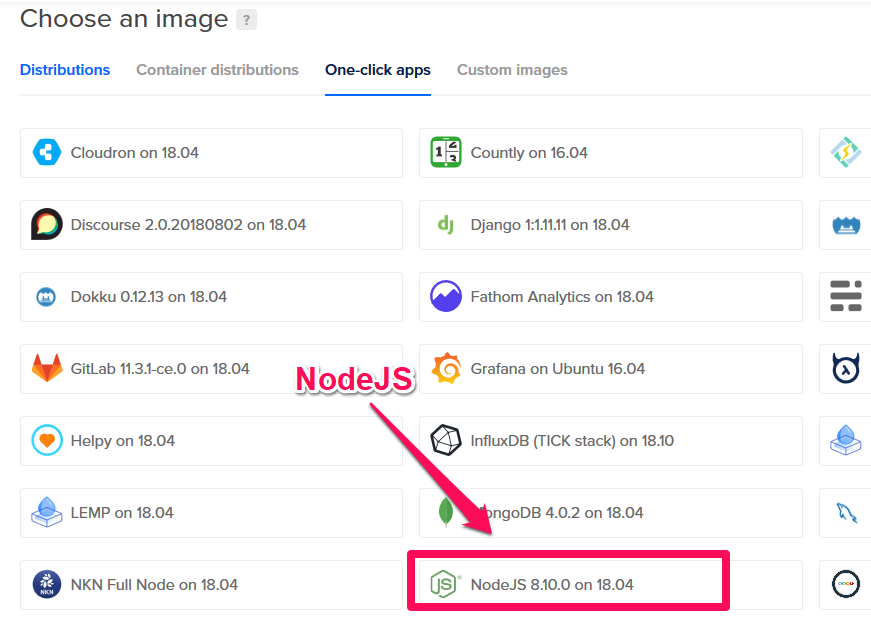 Choose an image ?
Distributions Container distributions One-click apps Custom images
Cloudron on 18.04
Countly on 16.04
Discourse 2.0.20180802 on 18.04
Django 1:1.11.11 on 18.04
Dokku 0.12.13 on 18.04
Fathom Analytics on 18.04
GitLab 11.3.1-ce.0 on 18.04
NodeJS
Grafana on Ubuntu 16.04
Helpy on 18.04
InfluxDB (TICK stack) on 18.10
LEMP on 18.04
MongoDB 4.0.2 on 18.04
NKN Full Node on 18.04
NodeJS 8.10.0 on 18.04